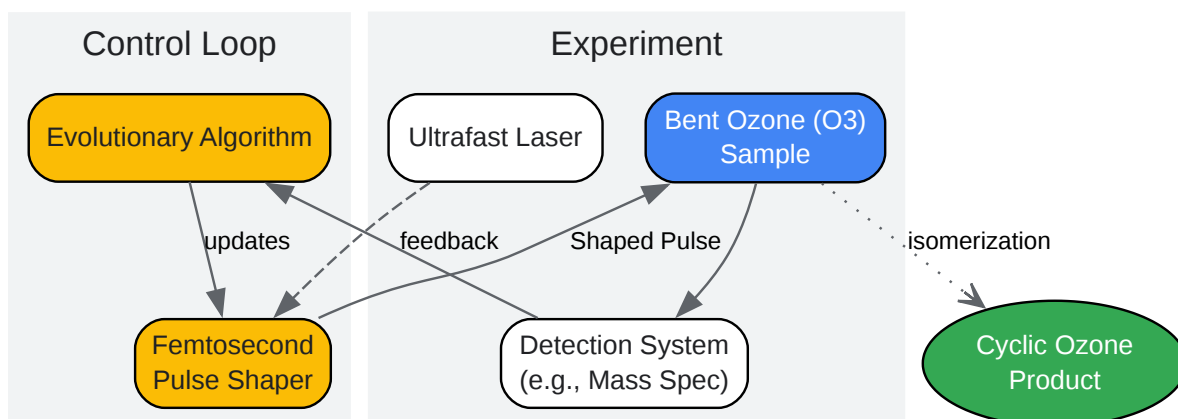 Control Loop
Experiment
Evolutionary Algorithm
Ultrafast Laser
Bent Ozone (O3)
Sample
updates
feedback
Shaped Pulse
isomerization
Femtosecond
Pulse Shaper
Detection System
(e.g., Mass Spec)
Cyclic Ozone
Product